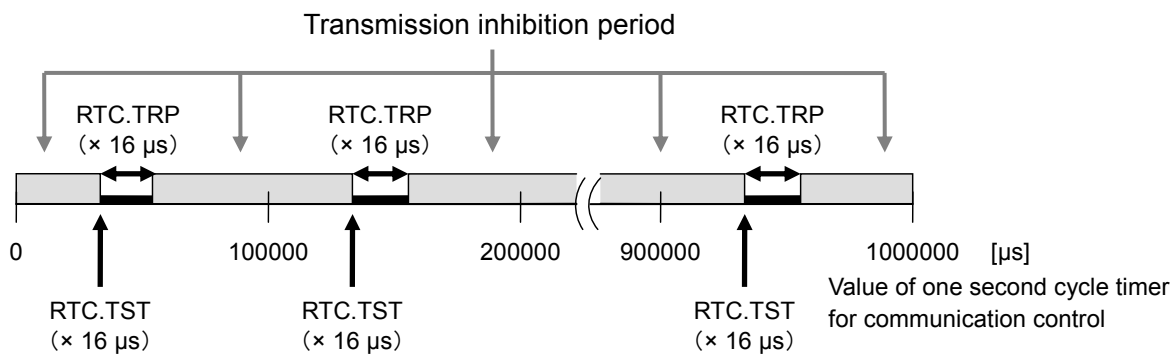 Transmission inhibition period
RTC.TRP
（× 16 µs）
RTC.TRP
（× 16 µs）
RTC.TRP
（× 16 µs）
0
100000
200000
900000
1000000
[µs]
RTC.TST
（× 16 µs）
RTC.TST
（× 16 µs）
RTC.TST
（× 16 µs）
Value of one second cycle timer
for communication control